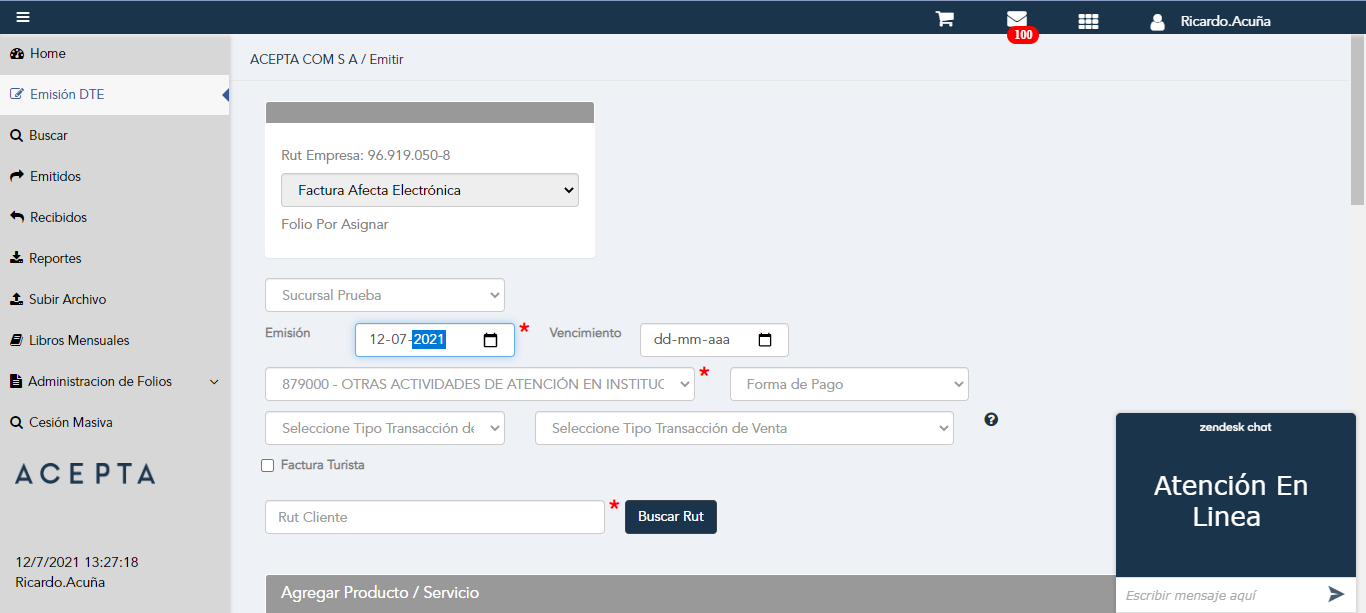 100
Ricardo.Acuña
Home
Emisión DTE
Buscar
Emitidos
Recibidos
Reportes
Subir Archivo
Libros Mensuales
Administracion de Folios
Cesión Masiva
ACEPTA
12/7/2021 13:27:18
Ricardo.Acuña
ACEPTA COM S A / Emitir
Rut Empresa: 96.919.050-8
Factura Afecta Electrónica
Folio Por Asignar
Sucursal Prueba
Emisión 12-07-2021 * Vencimiento dd-mm-aaa
879000 - OTRAS ACTIVIDADES DE ATENCIÓN EN INSTITUC * Forma de Pago
Seleccione Tipo Transacción de Seleccione Tipo Transacción de Venta ?
Factura Turista
Rut Cliente * Buscar Rut
Agregar Producto / Servicio
zendesk chat
Atención En
Linea
Escribir mensaje aquí